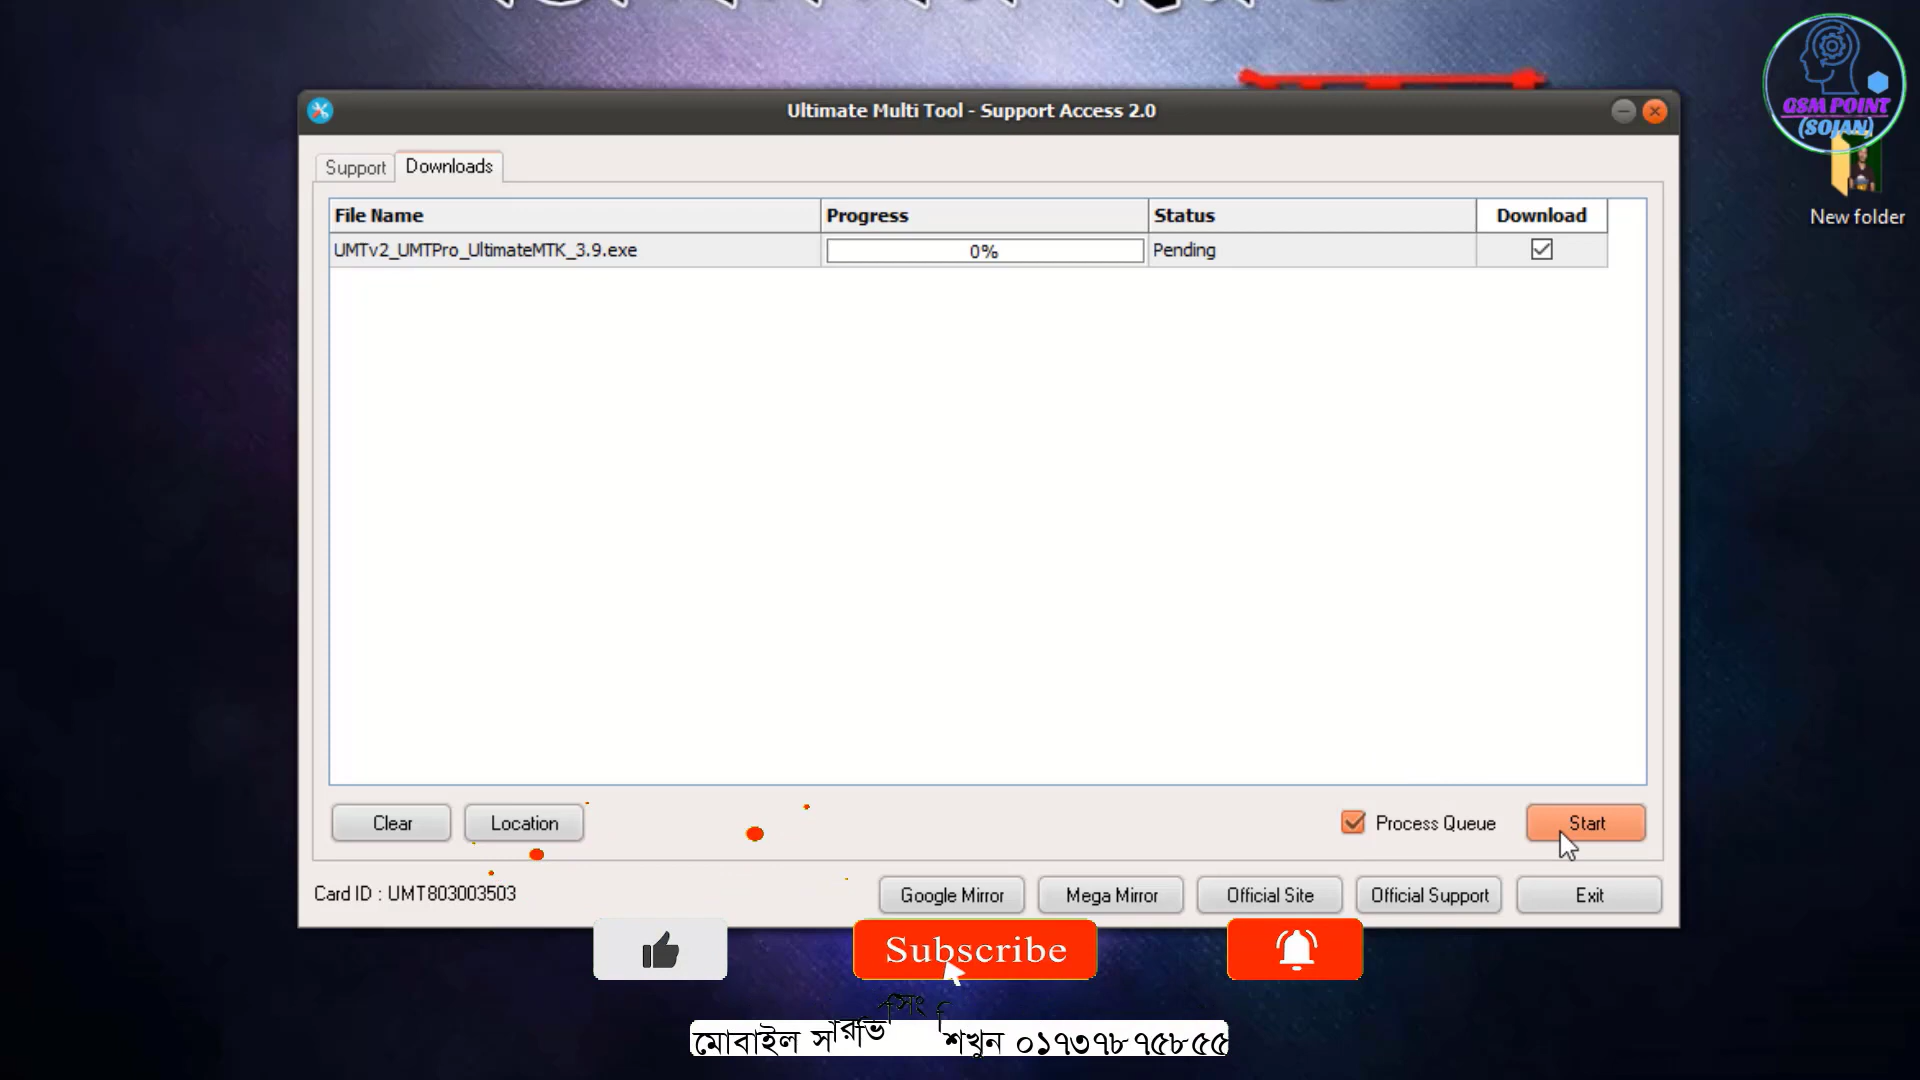 Ultimate Multi Tool - Support Access 2.0
GSM POINT
(SOJAN)
New folder
Support
Downloads
File Name
Progress
Status
Download
UMTv2_UMTPro_UltimateMTK_3.9.exe
0%
Pending
Clear
Location
Process Queue
Start
Card ID : UMT803003503
Google Mirror
Mega Mirror
Official Site
Official Support
Exit
Subscribe
মোবাইল সারভিসিং শিখুন ০১৭৩৭৮৭৫৮৫৫